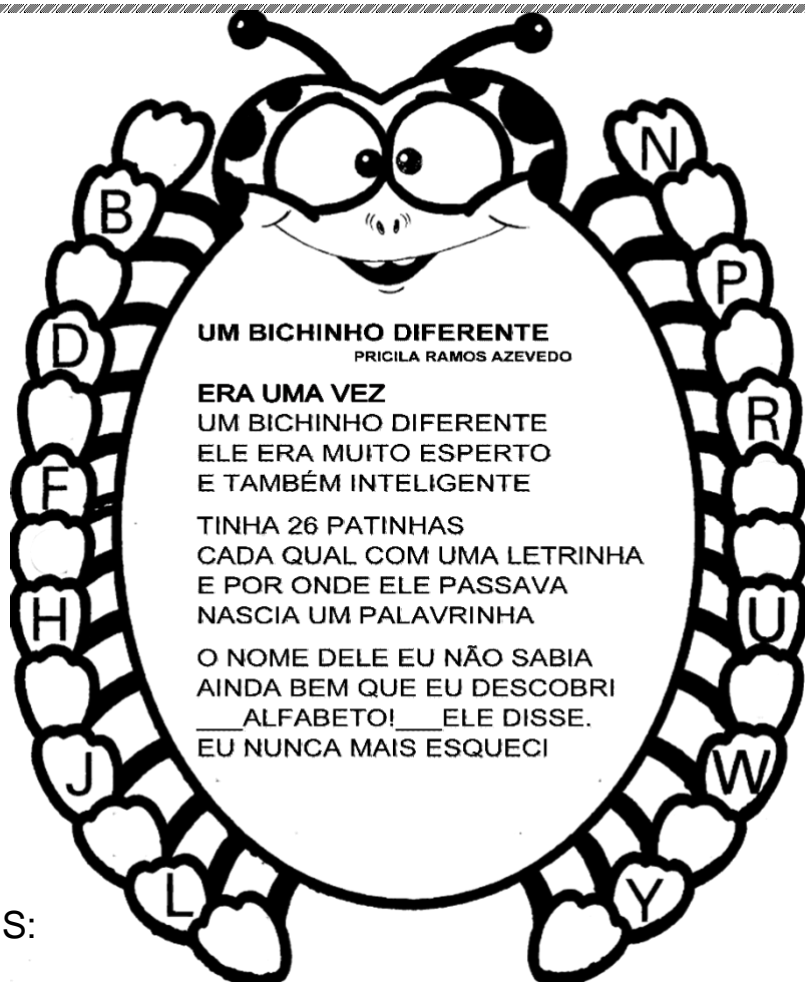 UM BICHINHO DIFERENTE
PRICILA RAMOS AZEVEDO
ERA UMA VEZ
UM BICHINHO DIFERENTE
ELE ERA MUITO ESPERTO
E TAMBÉM INTELIGENTE
TINHA 26 PATINHAS
CADA QUAL COM UMA LETRINHA
E POR ONDE ELE PASSAVA
NASCIA UM PALAVRINHA
O NOME DELE EU NÃO SABIA
AINDA BEM QUE EU DESCOBRI
___ALFABETO!___ELE DISSE.
EU NUNCA MAIS ESQUECI
B
D
F
H
J
L
N
P
R
U
W
Y
S: